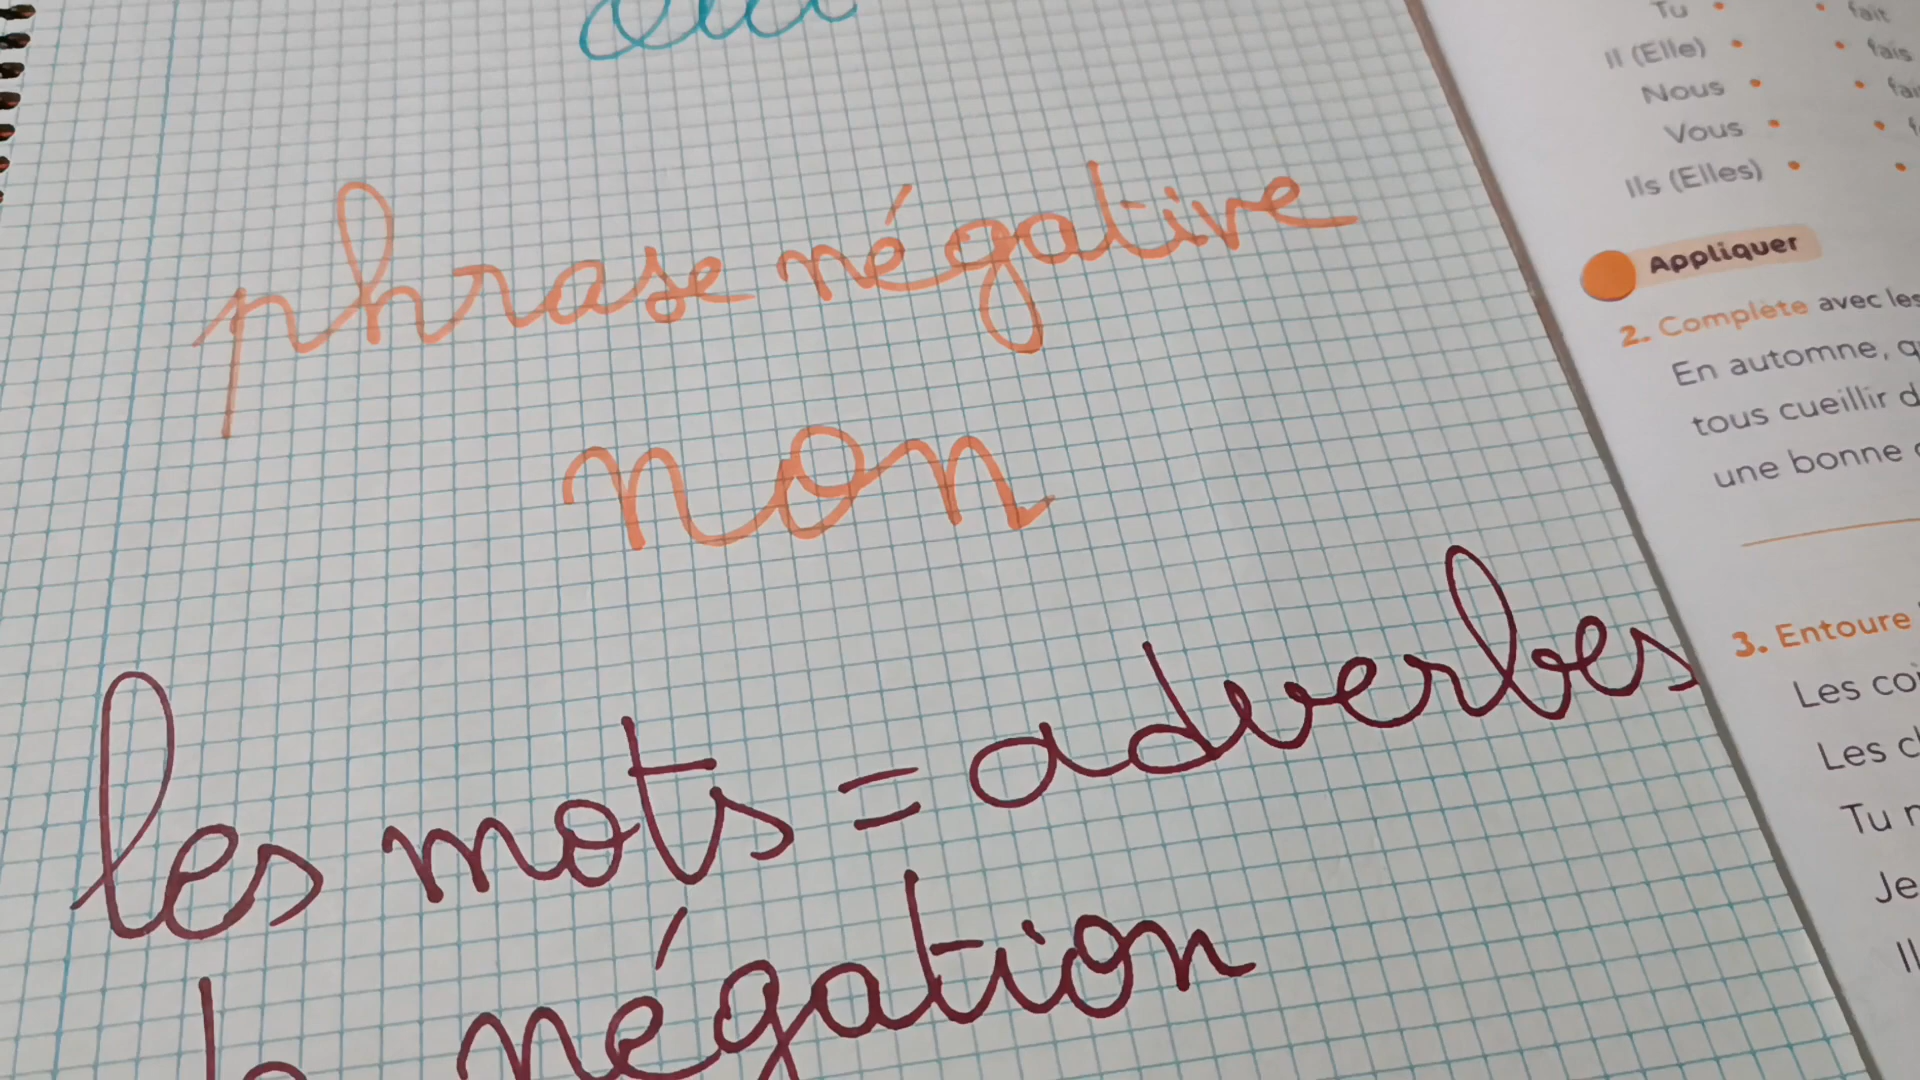 oui
phrase négative
non
les mots = adverbes
négation
Tu • • fait
Il (Elle) • • fais
Nous •
Vous •
Ils (Elles) •
Appliquer
2. Complète avec les
En automne,
tous cueillir
une bonne
3. Entoure
Les
Les
Tu
Je